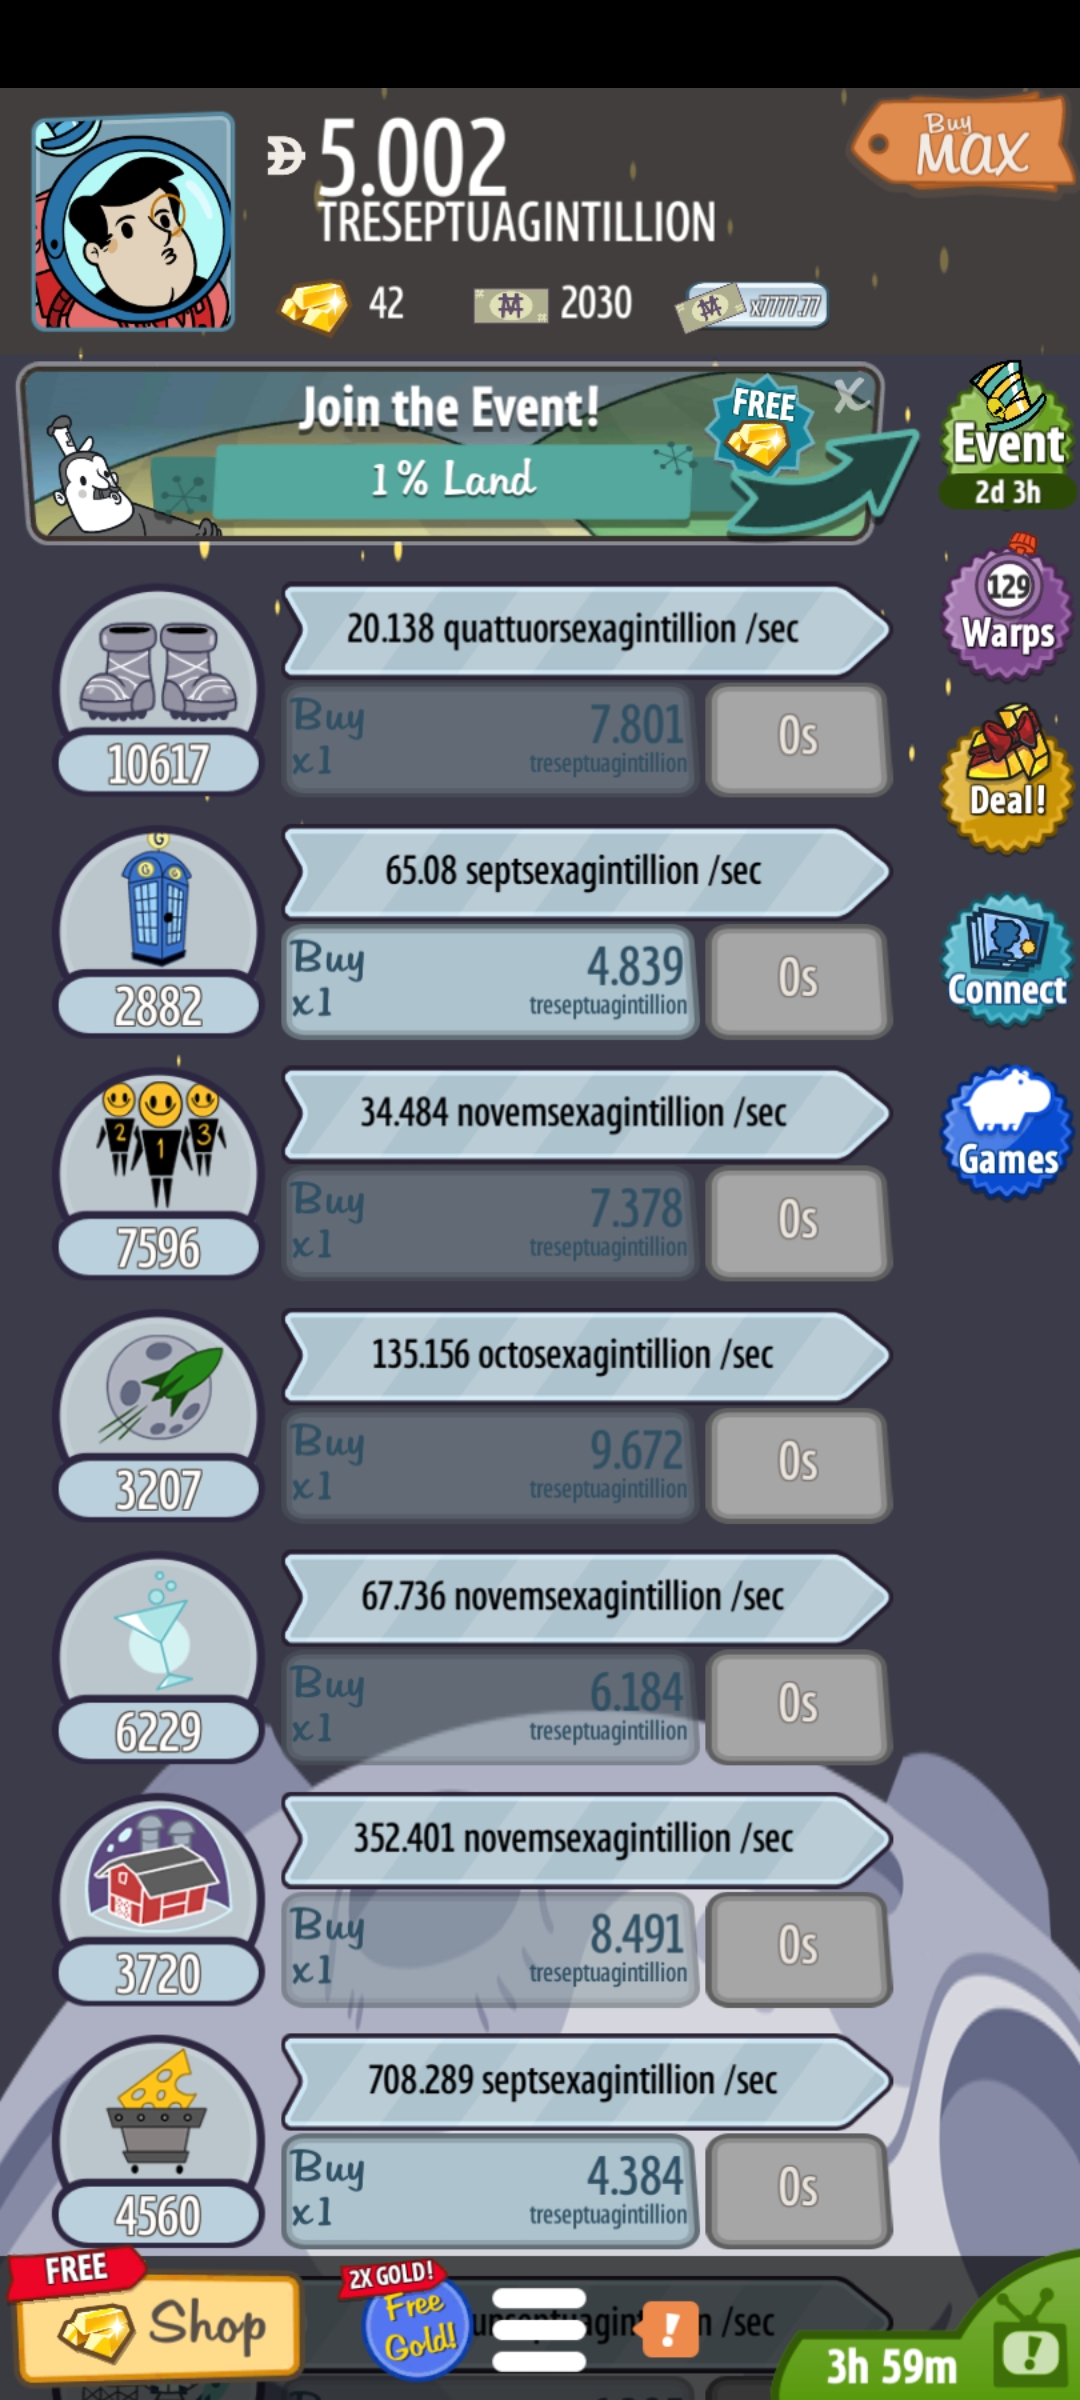 5.002
TRESEPTUAGINTILLION
Buy
MAX
42
2030
x7777.77
Join the Event!
1% Land
FREE
X
Event
2d 3h
129
Warps
Deal!
Connect
Games
20.138 quattuorsexagintillion /sec
Buy
x1
7.801
treseptuagintillion
0s
10617
65.08 septsexagintillion /sec
G
G G
Buy
x1
4.839
treseptuagintillion
0s
2882
34.484 novemsexagintillion /sec
2 1 3
Buy
x1
7.378
treseptuagintillion
0s
7596
135.156 octosexagintillion /sec
Buy
x1
9.672
treseptuagintillion
0s
3207
67.736 novemsexagintillion /sec
Buy
x1
6.184
treseptuagintillion
0s
6229
352.401 novemsexagintillion /sec
Buy
x1
8.491
treseptuagintillion
0s
3720
708.289 septsexagintillion /sec
Buy
x1
4.384
treseptuagintillion
0s
4560
FREE
Shop
2X GOLD!
Free
Gold!
!
/sec
3h 59m
!